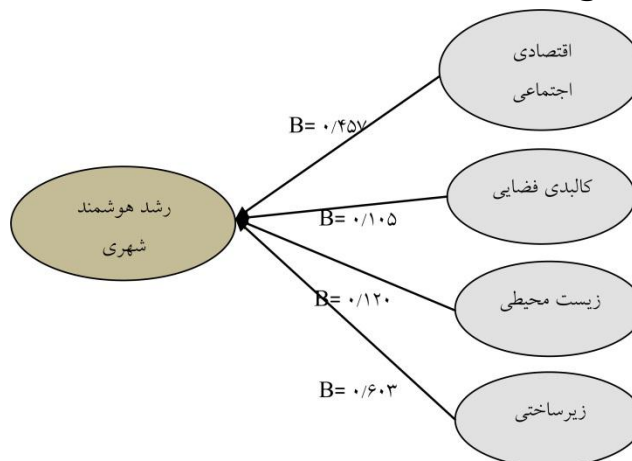 اقتصادی
اجتماعی
B= ۰/۴۵۷
کالبدی فضایی
رشد هوشمند
شهری
B= ۰/۱۰۵
زیست محیطی
B= ۰/۱۲۰
B= ۰/۶۰۳
زیرساختی